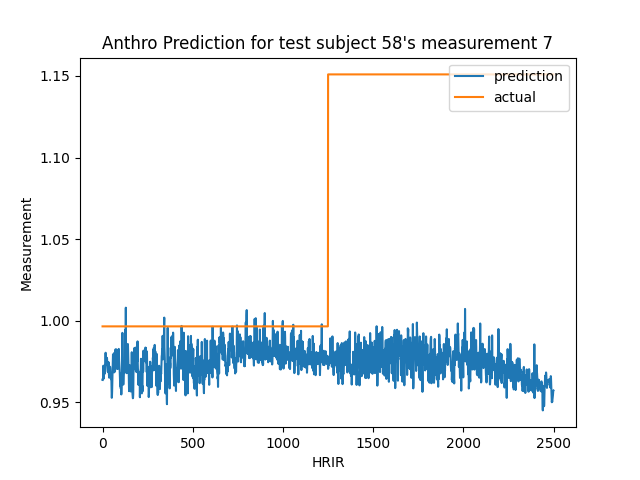 Anthro Prediction for test subject 58's measurement 7
prediction
actual
1.15
1.10
1.05
1.00
0.95
Measurement
0
500
1000
1500
2000
2500
HRIR